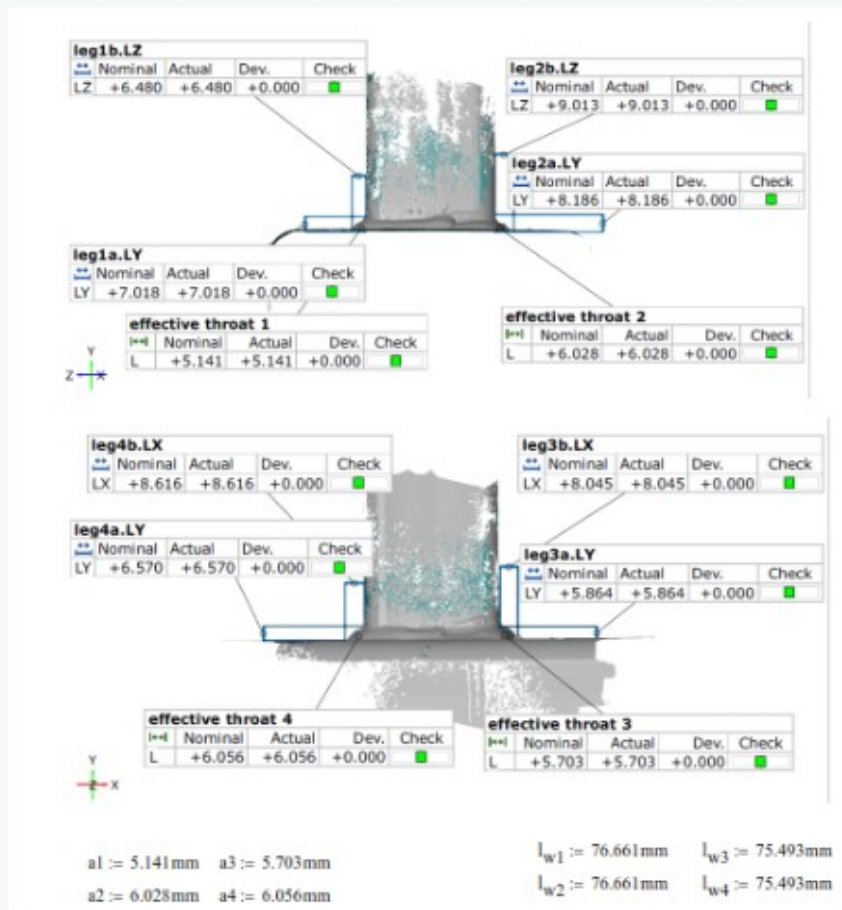 leg1b.LZ
Nominal Actual Dev. Check
LZ +6.480 +6.480 +0.000
leg2b.LZ
Nominal Actual Dev. Check
LZ +9.013 +9.013 +0.000
leg2a.LY
Nominal Actual Dev. Check
LY +8.186 +8.186 +0.000
leg1a.LY
Nominal Actual Dev. Check
LY +7.018 +7.018 +0.000
effective throat 1
Nominal Actual Dev. Check
L +5.141 +5.141 +0.000
effective throat 2
Nominal Actual Dev. Check
L +6.028 +6.028 +0.000
Y
Z X
leg4b.LX
Nominal Actual Dev. Check
LX +8.616 +8.616 +0.000
leg3b.LX
Nominal Actual Dev. Check
LX +8.045 +8.045 +0.000
leg4a.LY
Nominal Actual Dev. Check
LY +6.570 +6.570 +0.000
leg3a.LY
Nominal Actual Dev. Check
LY +5.864 +5.864 +0.000
effective throat 4
Nominal Actual Dev. Check
L +6.056 +6.056 +0.000
effective throat 3
Nominal Actual Dev. Check
L +5.703 +5.703 +0.000
Y
Z X
a1 := 5.141mm a3 := 5.703mm
a2 := 6.028mm a4 := 6.056mm
l_w1 := 76.661mm l_w3 := 75.493mm
l_w2 := 76.661mm l_w4 := 75.493mm